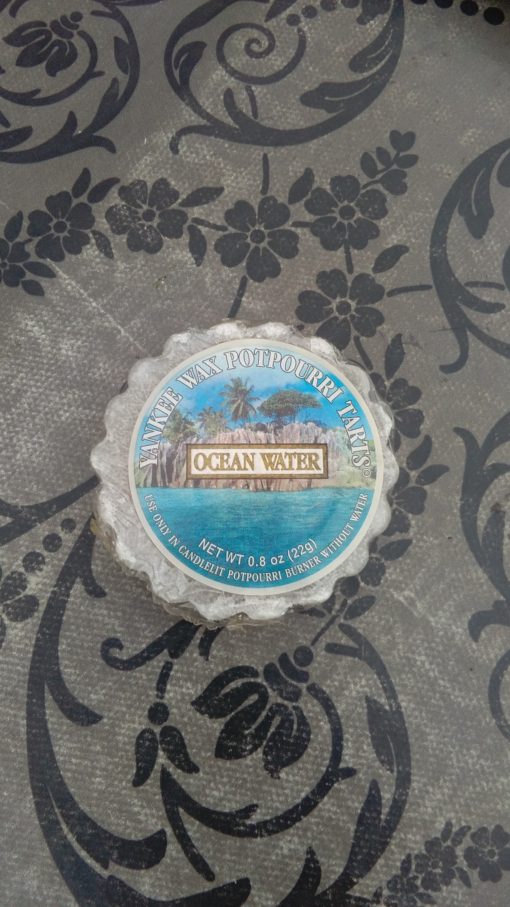 YANKEE WAX POTPOURRI TARTS®
OCEAN WATER
NET WT 0.8 oz (22g)
USE ONLY IN CANDLELIT POTPOURRI BURNER WITHOUT WATER